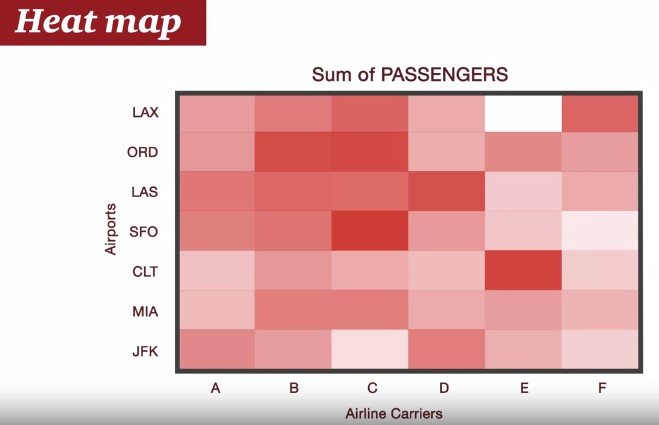 Heat map
Sum of PASSENGERS
LAX
ORD
LAS
SFO
CLT
MIA
JFK
Airports
A B C D E F
Airline Carriers